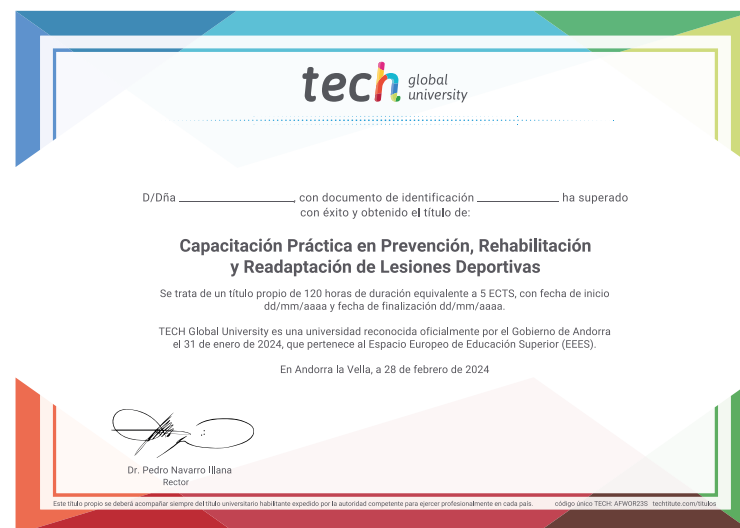 tech global university
D/Dña ______________, con documento de identificación __________ ha superado
con éxito y obtenido el título de:
Capacitación Práctica en Prevención, Rehabilitación
y Readaptación de Lesiones Deportivas
Se trata de un título propio de 120 horas de duración equivalente a 5 ECTS, con fecha de inicio
dd/mm/aaaa y fecha de finalización dd/mm/aaaa.
TECH Global University es una universidad reconocida oficialmente por el Gobierno de Andorra
el 31 de enero de 2024, que pertenece al Espacio Europeo de Educación Superior (EEES).
En Andorra la Vella, a 28 de febrero de 2024
Dr. Pedro Navarro Illana
Rector
Este título propio se deberá acompañar siempre del título universitario habilitante expedido por la autoridad competente para ejercer profesionalmente en cada país. código único TECH: AFWOR23S techtitute.com/titulos